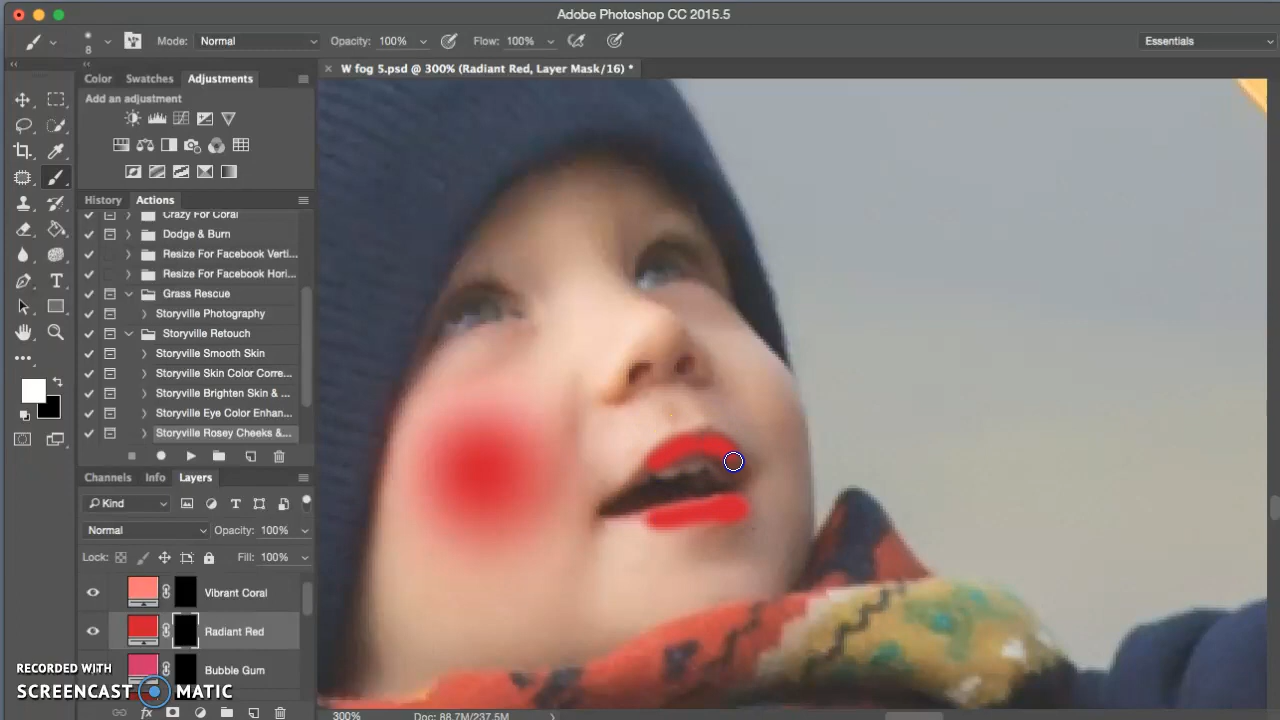 Adobe Photoshop CC 2015.5
8
Mode: Normal
Opacity: 100%
Flow: 100%
Essentials
Color
Swatches
Adjustments
W fog 5.psd @ 300% (Radiant Red, Layer Mask/16) *
Add an adjustment
History
Actions
Crazy For Coral
Dodge & Burn
Resize For Facebook Verti...
Resize For Facebook Hori...
Grass Rescue
Storyville Photography
Storyville Retouch
Storyville Smooth Skin
Storyville Skin Color Corre...
Storyville Brighten Skin & ...
Storyville Eye Color Enhan...
Storyville Rosey Cheeks &...
Channels
Info
Layers
Kind
Normal
Opacity: 100%
Lock:
Fill: 100%
Vibrant Coral
Radiant Red
Bubble Gum
RECORDED WITH
SCREENCAST MATIC
fx
300%
Doc: 88.7M/237.5M